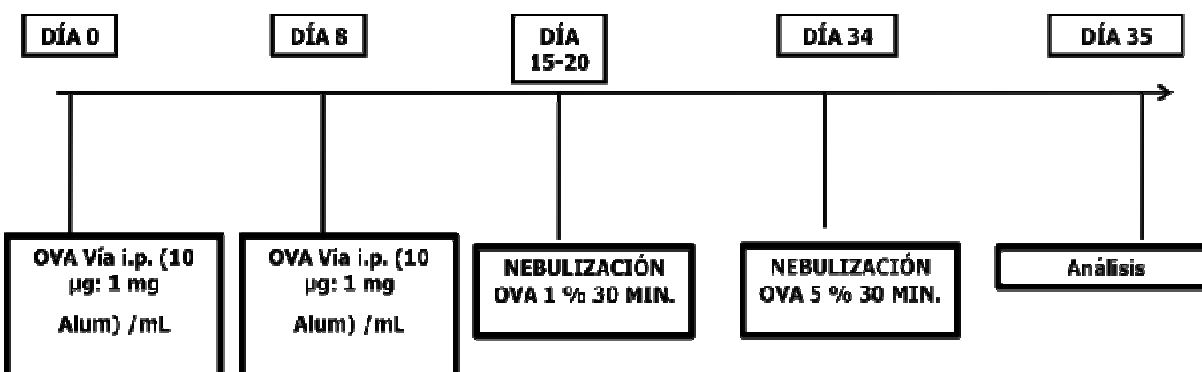 DÍA 0
DÍA 8
DÍA
15-20
DÍA 34
DÍA 35
OVA Vía i.p. (10
µg: 1 mg
Alum) /mL
OVA Vía i.p. (10
µg: 1 mg
Alum) /mL
NEBULIZACIÓN
OVA 1 % 30 MIN.
NEBULIZACIÓN
OVA 5 % 30 MIN.
Análisis